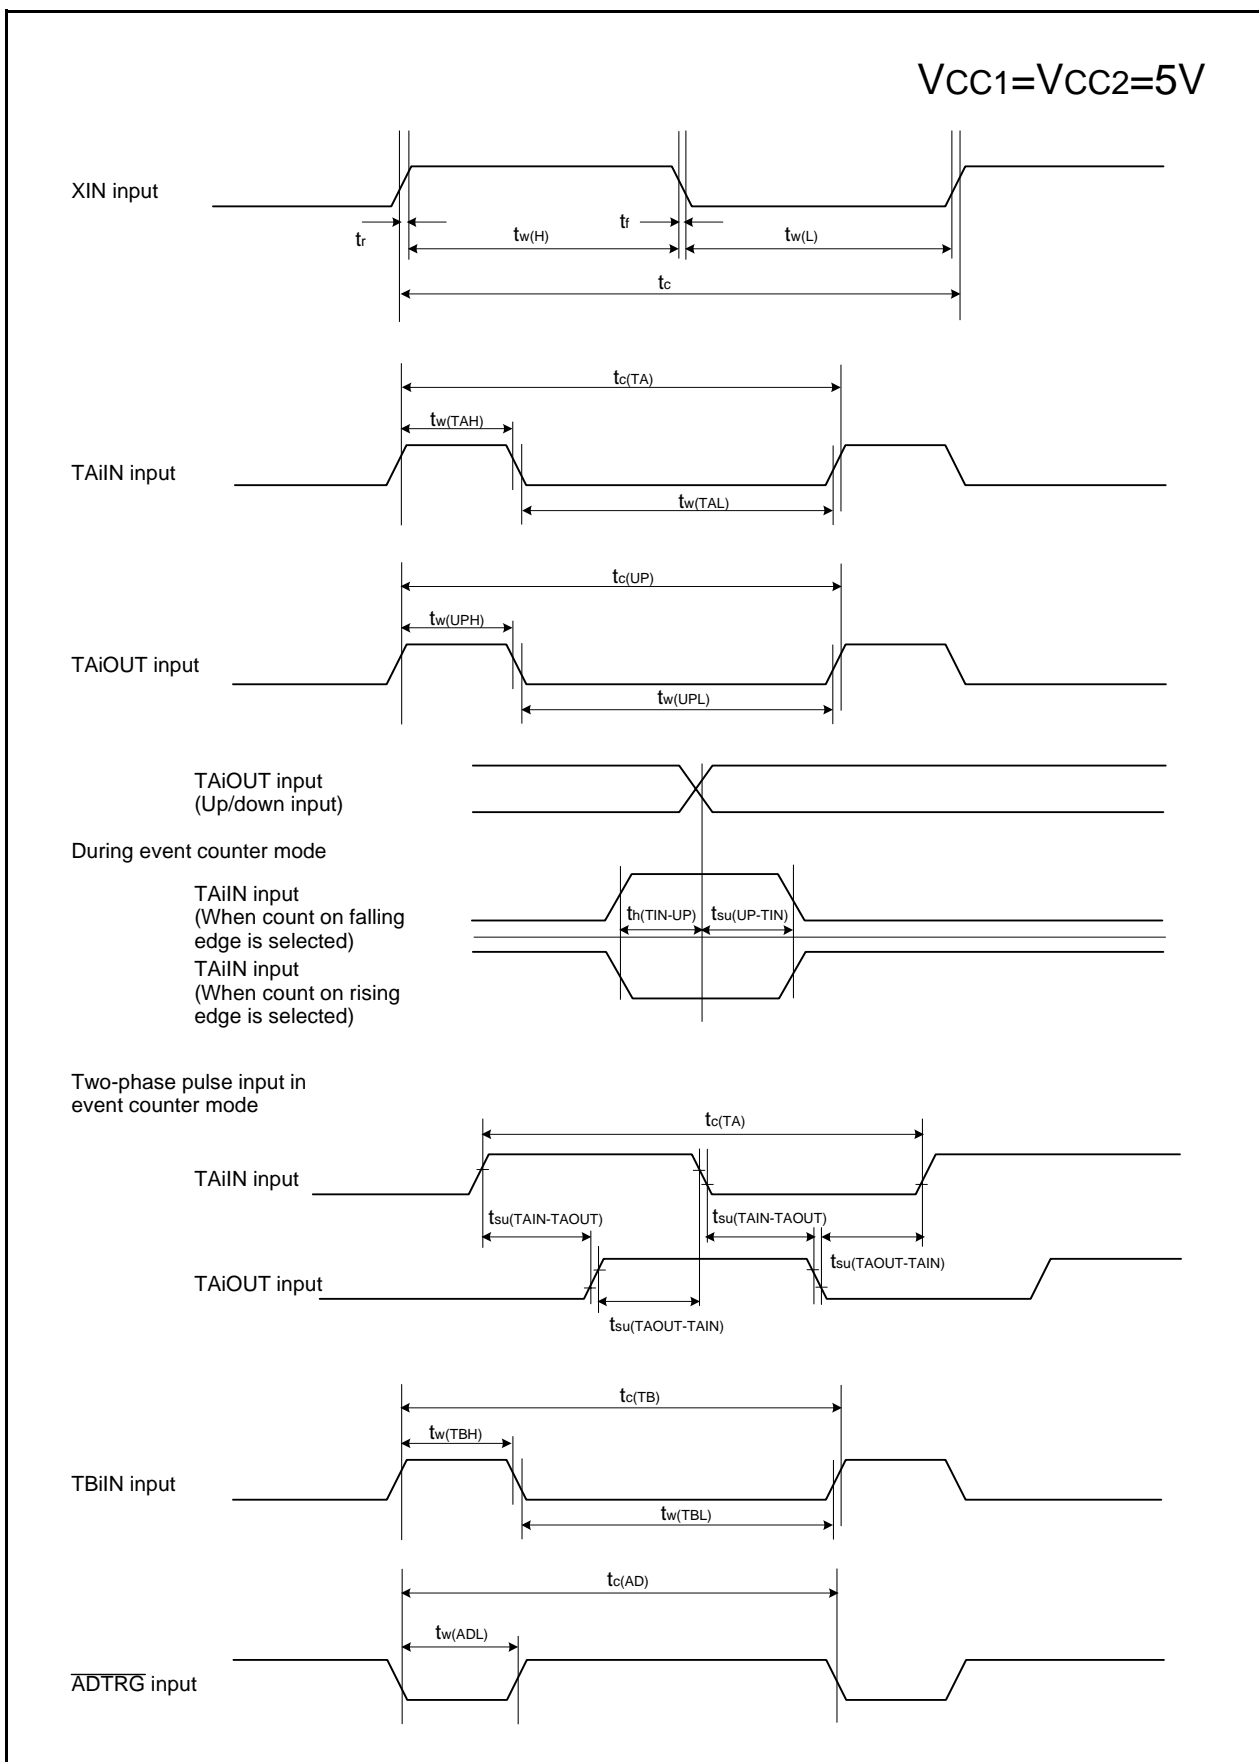 VCC1=VCC2=5V
XIN input
tr
tw(H)
tf
tw(L)
tc
tc(TA)
tw(TAH)
TAiIN input
tw(TAL)
tc(UP)
tw(UPH)
TAiOUT input
tw(UPL)
TAiOUT input
(Up/down input)
During event counter mode
TAiIN input
(When count on falling
edge is selected)
th(TIN-UP)
tsu(UP-TIN)
TAiIN input
(When count on rising
edge is selected)
Two-phase pulse input in
event counter mode
tc(TA)
TAiIN input
tsu(TAIN-TAOUT)
tsu(TAIN-TAOUT)
tsu(TAOUT-TAIN)
TAiOUT input
tsu(TAOUT-TAIN)
tc(TB)
tw(TBH)
TBiIN input
tw(TBL)
tc(AD)
tw(ADL)
ADTRG input